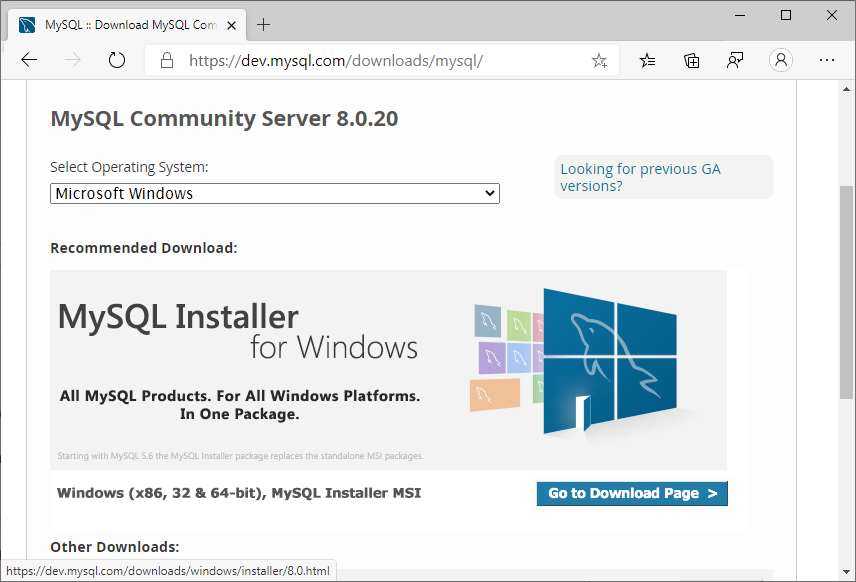 MySQL :: Download MySQL Com
https://dev.mysql.com/downloads/mysql/
MySQL Community Server 8.0.20
Select Operating System:
Microsoft Windows
Looking for previous GA
versions?
Recommended Download:
MySQL Installer
for Windows
All MySQL Products. For All Windows Platforms.
In One Package.
Starting with MySQL 5.6 the MySQL Installer package replaces the standalone MSI packages.
Windows (x86, 32 & 64-bit), MySQL Installer MSI
Go to Download Page >
Other Downloads:
https://dev.mysql.com/downloads/windows/installer/8.0.html